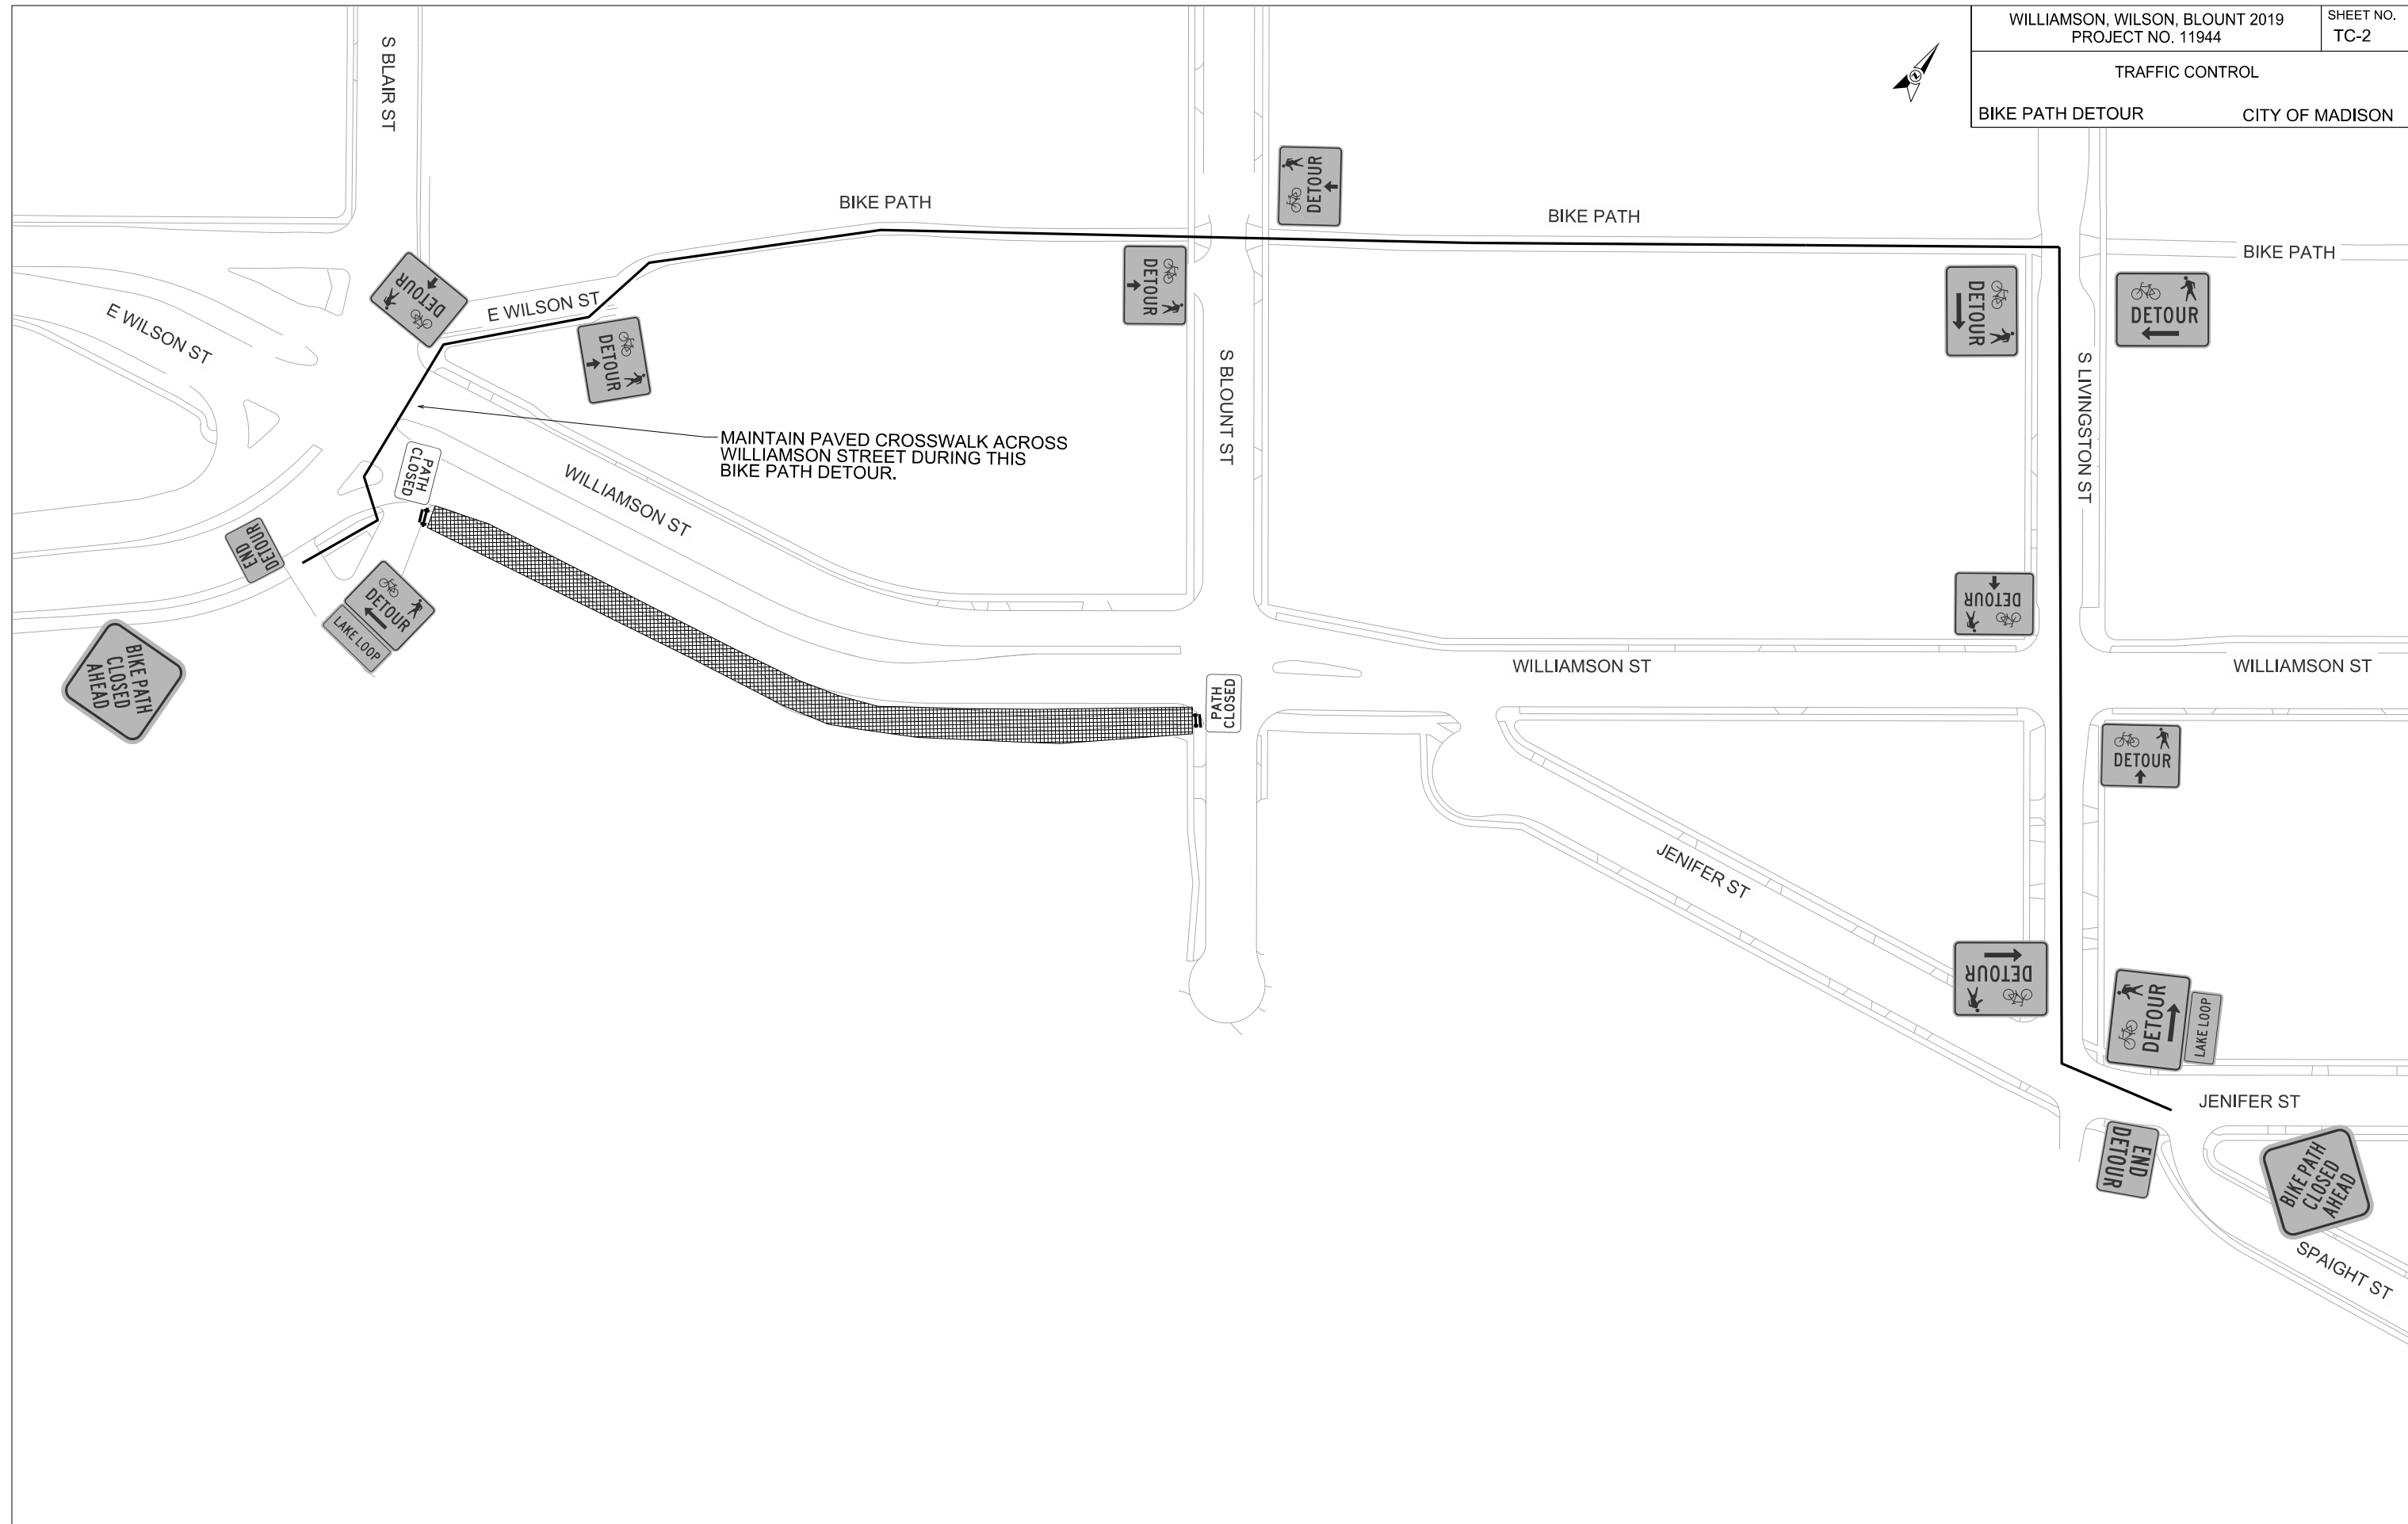 WILLIAMSON, WILSON, BLOUNT 2019
PROJECT NO. 11944
SHEET NO.
TC-2
TRAFFIC CONTROL
BIKE PATH DETOUR
CITY OF MADISON
S BLAIR ST
BIKE PATH
DETOUR
BIKE PATH
BIKE PATH
DETOUR
E WILSON ST
E WILSON ST
DETOUR
DETOUR
DETOUR
DETOUR
S BLOUNT ST
S LIVINGSTON ST
MAINTAIN PAVED CROSSWALK ACROSS
WILLIAMSON STREET DURING THIS
BIKE PATH DETOUR.
PATH
CLOSED
WILLIAMSON ST
END
DETOUR
DETOUR
LAKE LOOP
BIKE PATH
CLOSED
AHEAD
DETOUR
WILLIAMSON ST
WILLIAMSON ST
PATH
CLOSED
DETOUR
JENIFER ST
DETOUR
DETOUR
LAKE LOOP
JENIFER ST
END
DETOUR
BIKE PATH
CLOSED
AHEAD
SPAIGHT ST